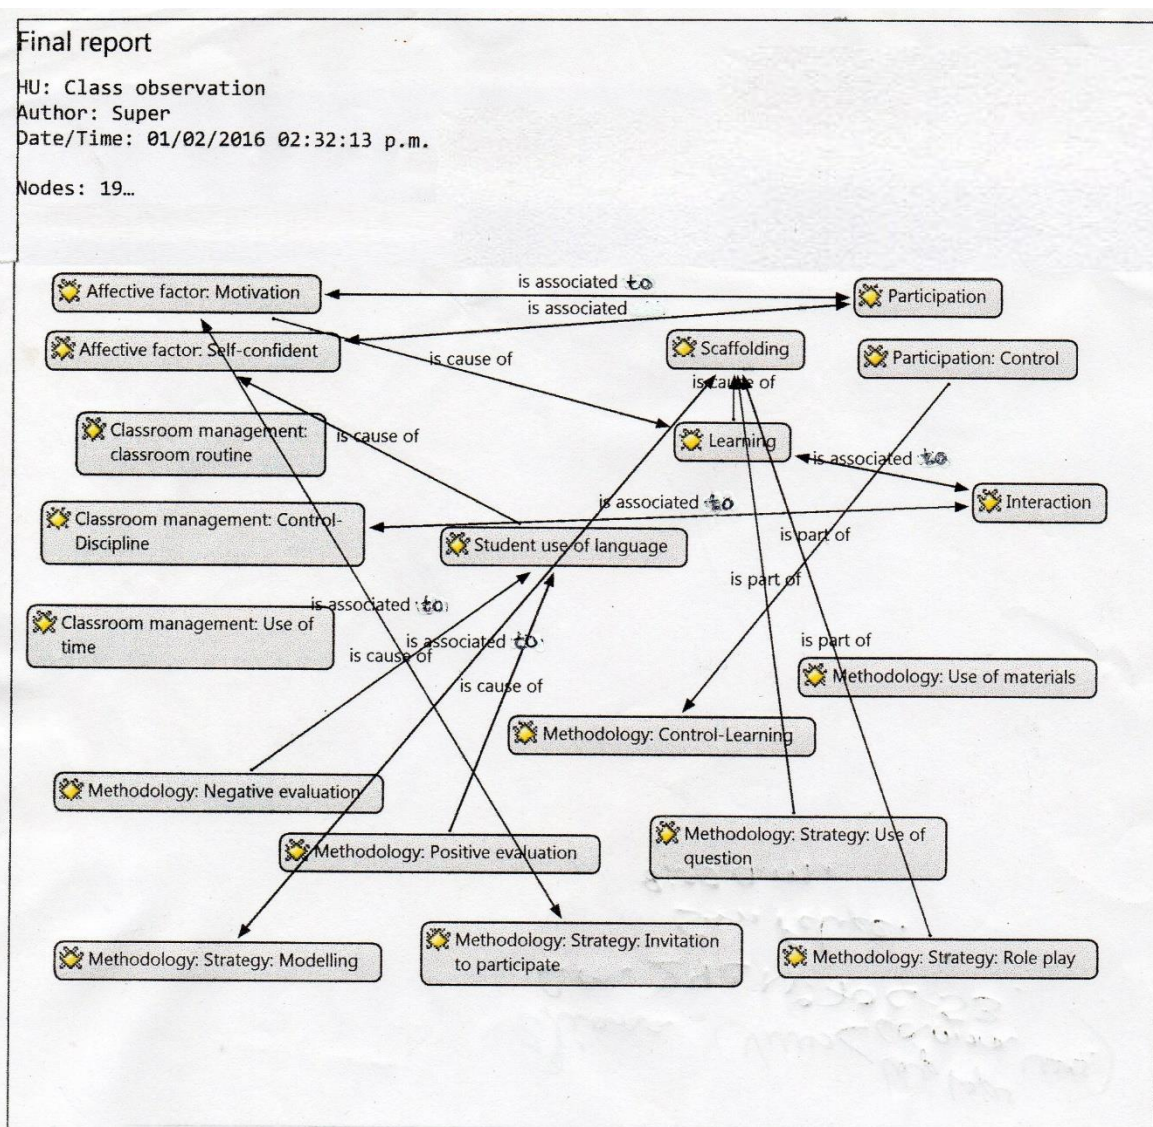 Final report
HU: Class observation
Author: Super
Date/Time: 01/02/2016 02:32:13 p.m.
Nodes: 19…
Affective factor: Motivation
is associated to
Participation
is associated
Affective factor: Self-confident
is cause of
Scaffolding
Participation: Control
is cause of
Classroom management:
classroom routine
is cause of
Learning
is associated to
Interaction
is associated to
Classroom management: Control-
Discipline
Student use of language
is part of
is part of
is associated to
Classroom management: Use of
time
is associated to
is cause of
is part of
is cause of
Methodology: Use of materials
Methodology: Control-Learning
Methodology: Negative evaluation
Methodology: Positive evaluation
Methodology: Strategy: Use of
question
Methodology: Strategy: Modelling
Methodology: Strategy: Invitation
to participate
Methodology: Strategy: Role play